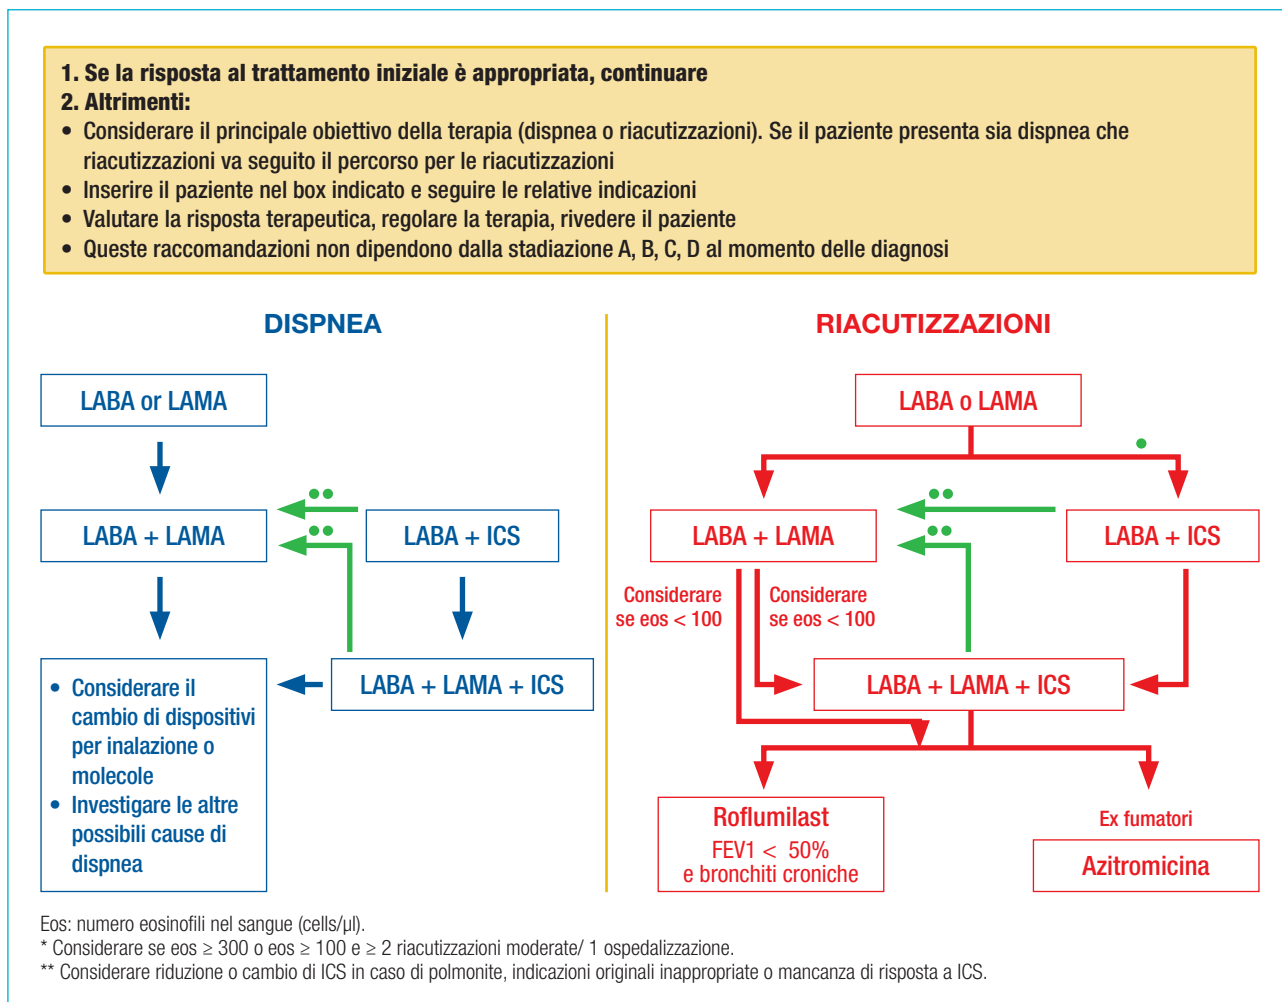 1. Se la risposta al trattamento iniziale è appropriata, continuare
2. Altrimenti:
• Considerare il principale obiettivo della terapia (dispnea o riacutizzazioni). Se il paziente presenta sia dispnea che
riacutizzazioni va seguito il percorso per le riacutizzazioni
• Inserire il paziente nel box indicato e seguire le relative indicazioni
• Valutare la risposta terapeutica, regolare la terapia, rivedere il paziente
• Queste raccomandazioni non dipendono dalla stadiazione A, B, C, D al momento delle diagnosi
DISPNEA
LABA or LAMA
LABA + LAMA
LABA + ICS
LABA + LAMA + ICS
• Considerare il
cambio di dispositivi
per inalazione o
molecole
• Investigare le altre
possibili cause di
dispnea
RIACUTIZZAZIONI
LABA o LAMA
LABA + LAMA
LABA + ICS
Considerare
se eos < 100
Considerare
se eos < 100
LABA + LAMA + ICS
Roflumilast
FEV1 < 50%
e bronchiti croniche
Ex fumatori
Azitromicina
Eos: numero eosinofili nel sangue (cells/µl).
* Considerare se eos ≥ 300 o eos ≥ 100 e ≥ 2 riacutizzazioni moderate/ 1 ospedalizzazione.
** Considerare riduzione o cambio di ICS in caso di polmonite, indicazioni originali inappropriate o mancanza di risposta a ICS.